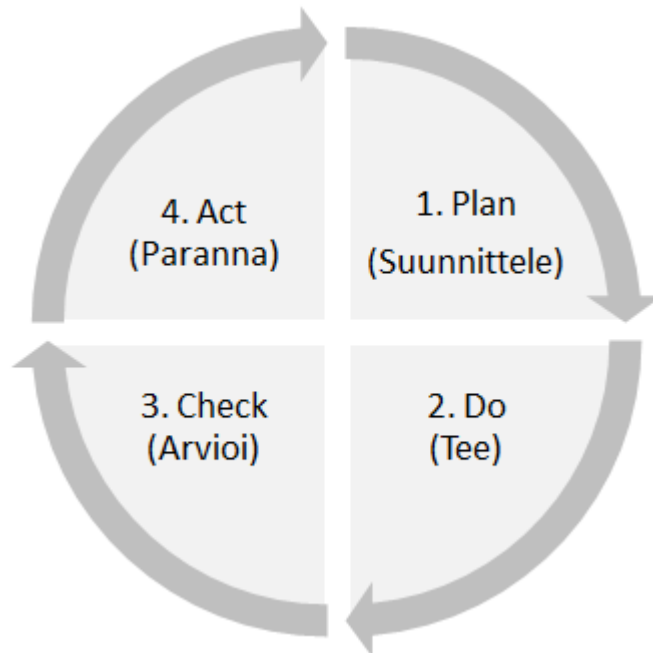 1. Plan
(Suunnittele)
2. Do
(Tee)
3. Check
(Arvioi)
4. Act
(Paranna)